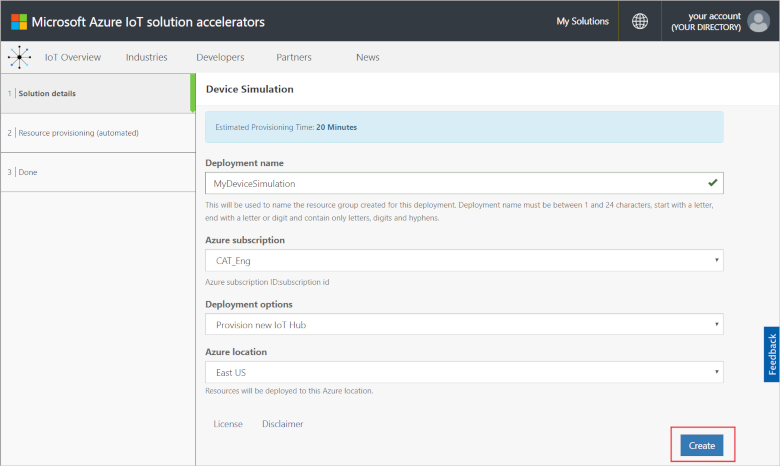 Microsoft Azure IoT solution accelerators
My Solutions
your account
(YOUR DIRECTORY)
IoT Overview Industries Developers Partners News
1 Solution details
2 Resource provisioning (automated)
3 Done
Device Simulation
Estimated Provisioning Time: 20 Minutes
Deployment name
MyDeviceSimulation
This will be used to name the resource group created for this deployment. Deployment name must be between 1 and 24 characters, start with a letter,
end with a letter or digit and contain only letters, digits and hyphens.
Azure subscription
CAT_Eng
Azure subscription ID:subscription id
Deployment options
Provision new IoT Hub
Azure location
East US
Resources will be deployed to this Azure location.
License Disclaimer
Create
Feedback